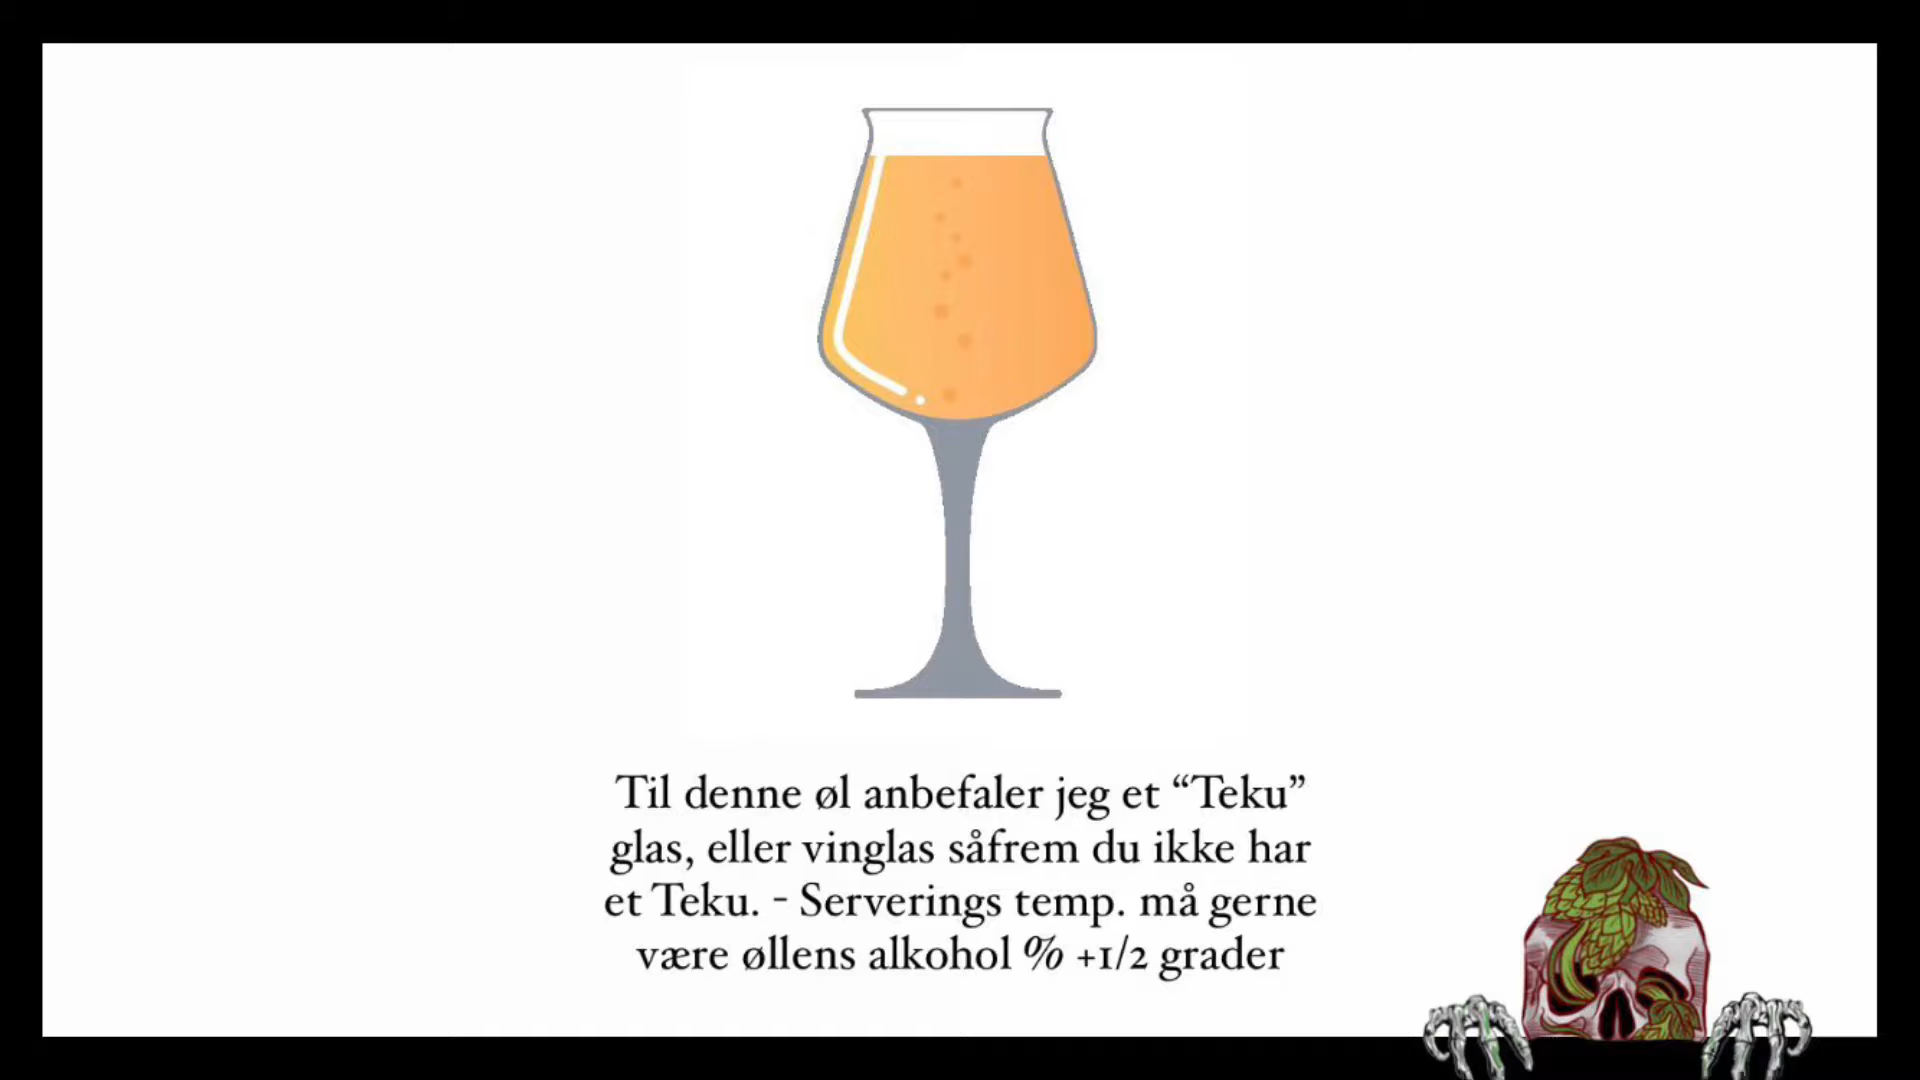 Til denne øl anbefaler jeg et “Teku”
glas, eller vinglas såfrem du ikke har
et Teku. - Serverings temp. må gerne
være øllens alkohol % +1/2 grader